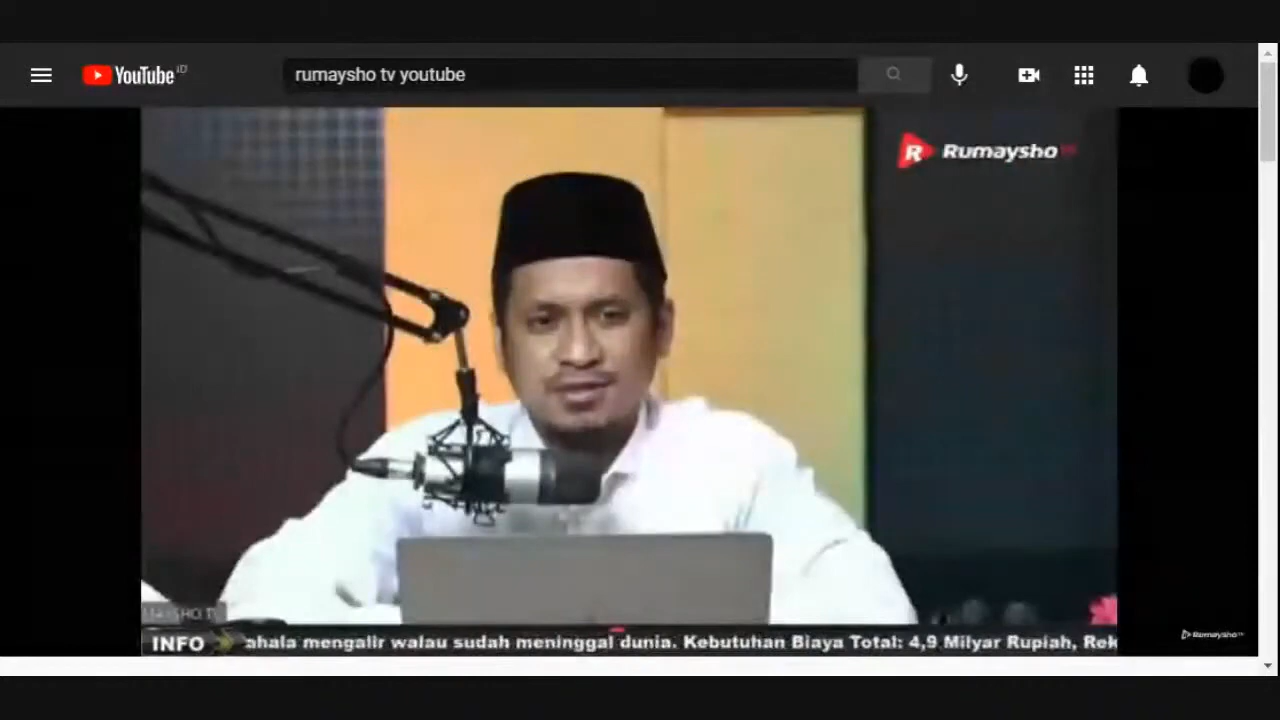 YouTube ID
rumaysho tv youtube
R Rumaysho
INFO
ahala mengalir walau sudah meninggal dunia. Kebutuhan Biaya Total: 4,9 Milyar Rupiah, Rek
Rumaysho